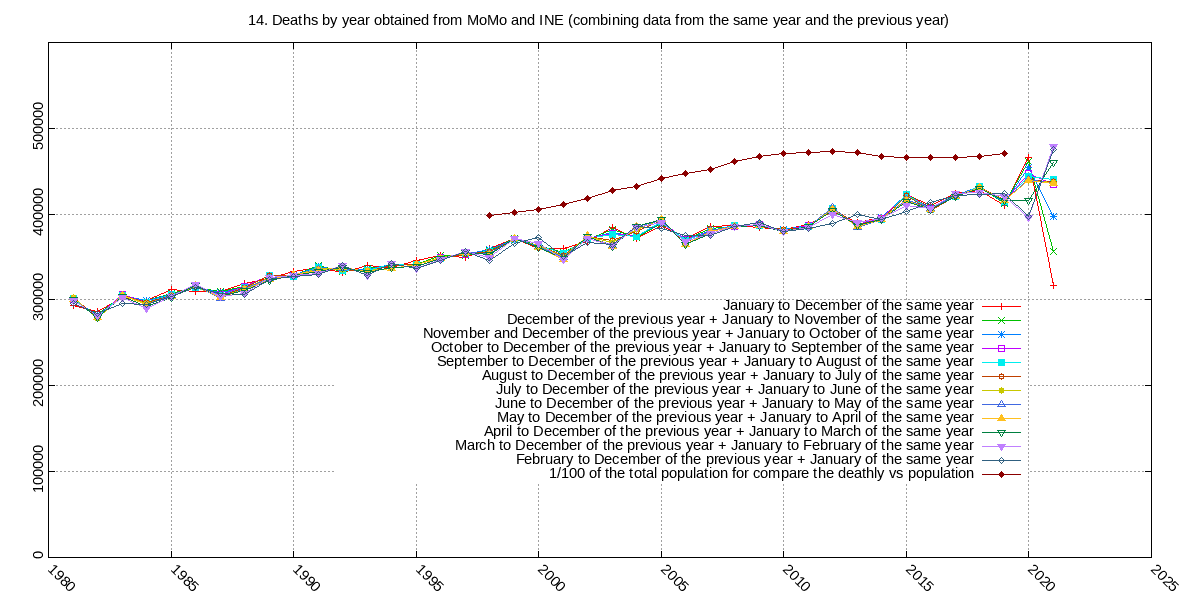 14. Deaths by year obtained from MoMo and INE (combining data from the same year and the previous year)
500000
400000
300000
200000
100000
0
January to December of the same year
December of the previous year + January to November of the same year
November and December of the previous year + January to October of the same year
October to December of the previous year + January to September of the same year
September to December of the previous year + January to August of the same year
August to December of the previous year + January to July of the same year
July to December of the previous year + January to June of the same year
June to December of the previous year + January to May of the same year
May to December of the previous year + January to April of the same year
April to December of the previous year + January to March of the same year
March to December of the previous year + January to February of the same year
February to December of the previous year + January of the same year
1/100 of the total population for compare the deathly vs population
1980
1985
1990
1995
2000
2005
2010
2015
2020
2025